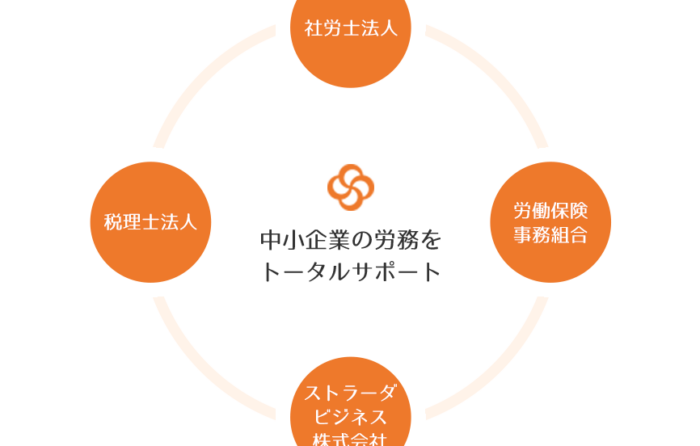 社労士法人
税理士法人
労働保険
事務組合
中小企業の労務を
トータルサポート
ストラーダ
ビジネス
株式会社